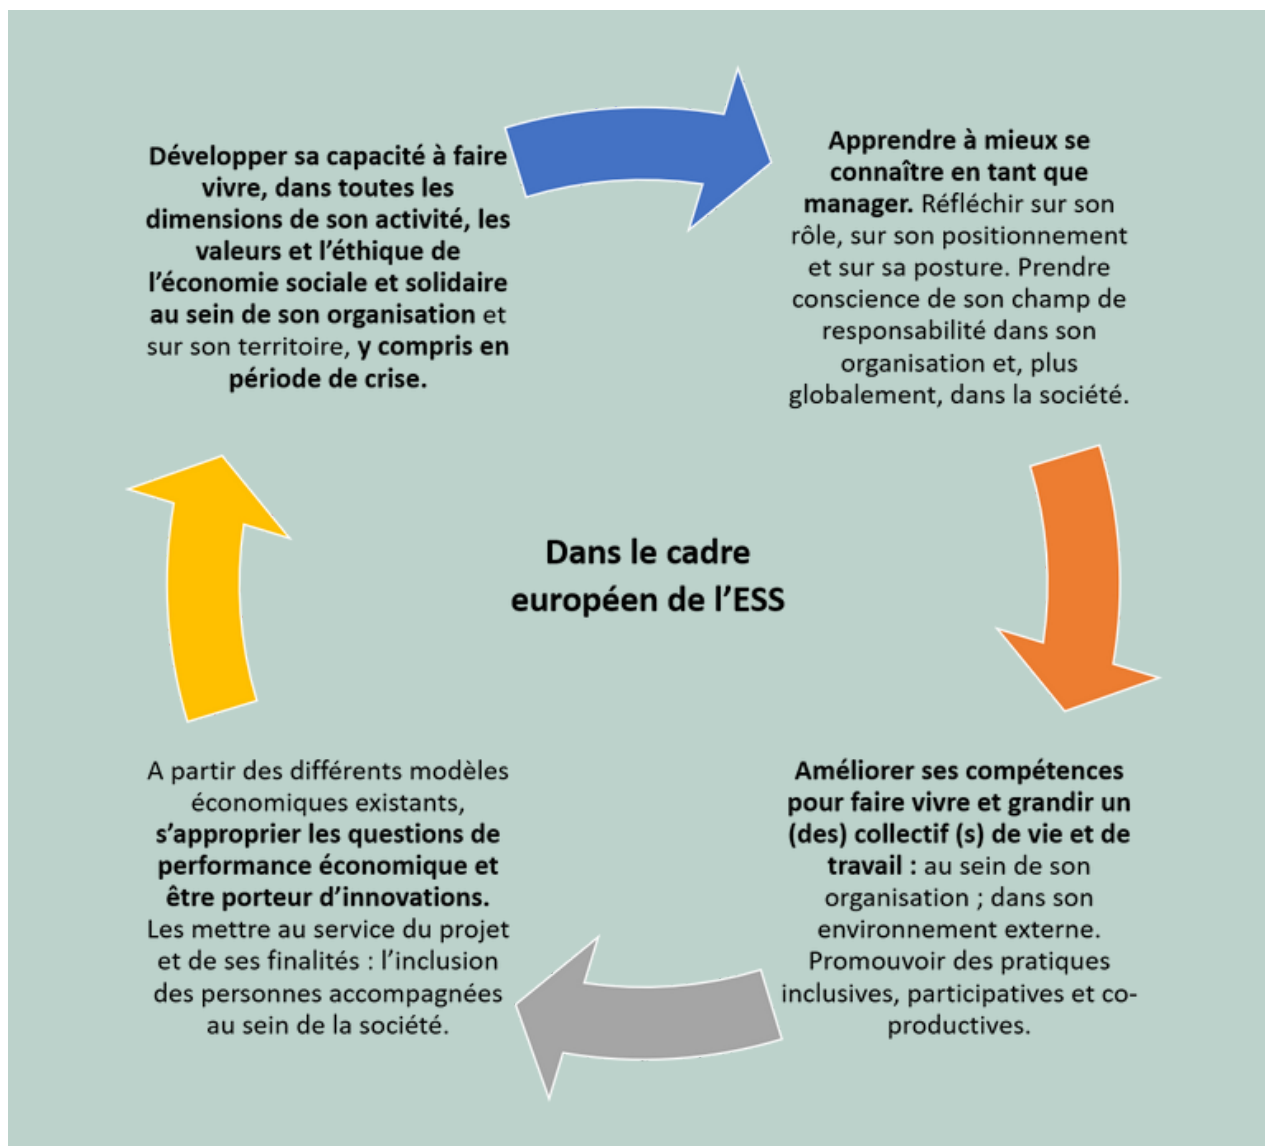 Développer sa capacité à faire
vivre, dans toutes les
dimensions de son activité, les
valeurs et l’éthique de
l’économie sociale et solidaire
au sein de son organisation et
sur son territoire, y compris en
période de crise.
Apprendre à mieux se
connaître en tant que
manager. Réfléchir sur son
rôle, sur son positionnement
et sur sa posture. Prendre
conscience de son champ de
responsabilité dans son
organisation et, plus
globalement, dans la société.
Dans le cadre
européen de l’ESS
A partir des différents modèles
économiques existants,
s’approprier les questions de
performance économique et
être porteur d’innovations.
Les mettre au service du projet
et de ses finalités : l’inclusion
des personnes accompagnées
au sein de la société.
Améliorer ses compétences
pour faire vivre et grandir un
(des) collectif (s) de vie et de
travail : au sein de son
organisation ; dans son
environnement externe.
Promouvoir des pratiques
inclusives, participatives et co-
productives.